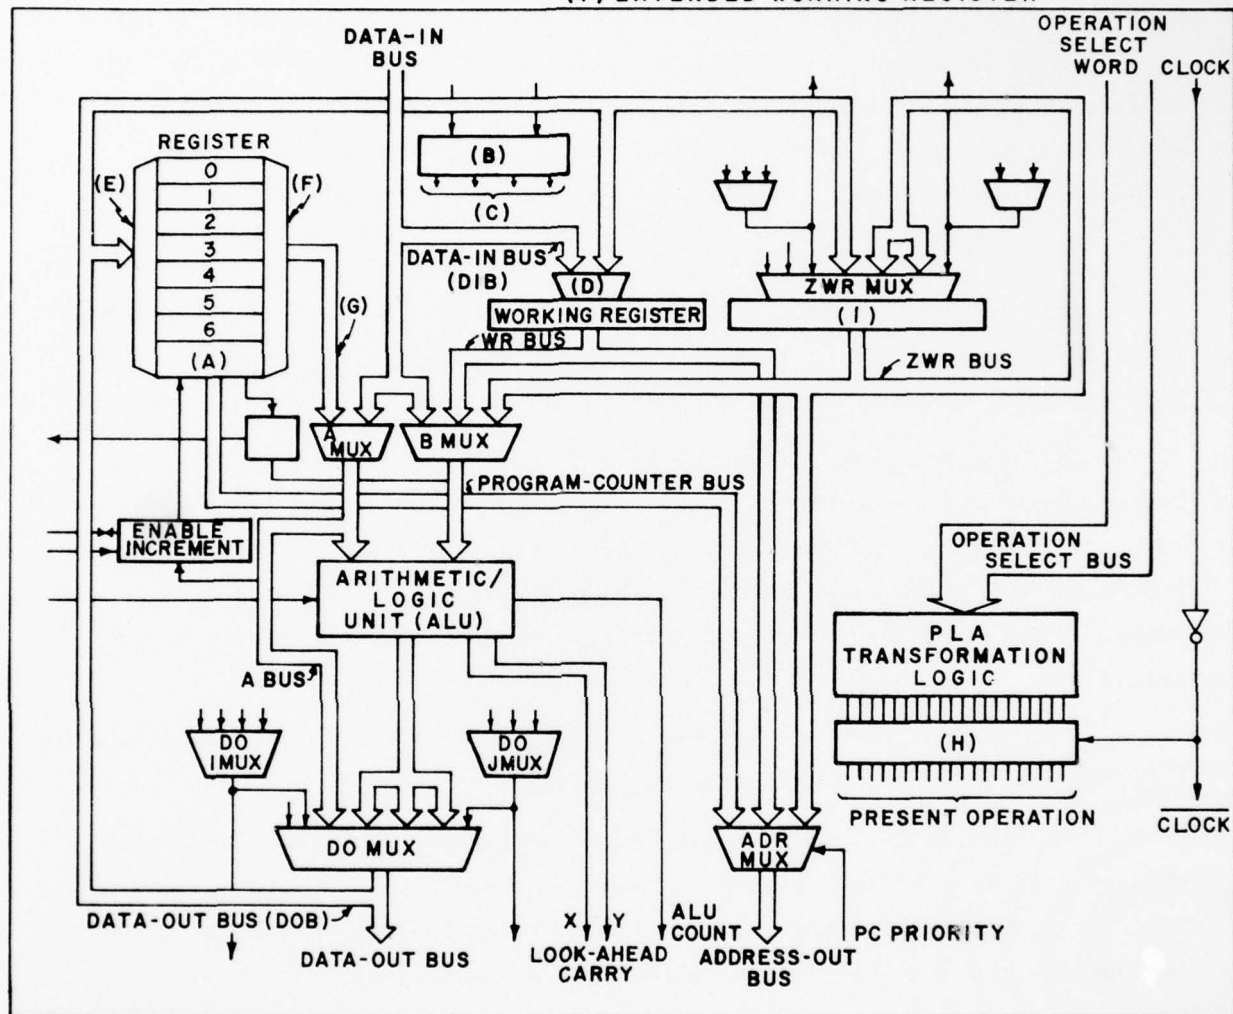 (I) EXTENDED WORKING REGISTER
DATA-IN
BUS
OPERATION
SELECT
WORD
CLOCK
REGISTER
(E)
(F)
0
1
2
3
4
5
6
(A)
(B)
(C)
(G)
DATA-IN BUS
(DIB)
(D)
WORKING REGISTER
WR BUS
ZWR MUX
(I)
ZWR BUS
A
MUX
B MUX
PROGRAM-COUNTER BUS
ENABLE
INCREMENT
OPERATION
SELECT BUS
ARITHMETIC/
LOGIC
UNIT (ALU)
PLA
TRANSFORMATION
LOGIC
A BUS
(H)
DO
IMUX
DO
JMUX
PRESENT OPERATION
CLOCK
DO MUX
ADR
MUX
DATA-OUT BUS (DOB)
DATA-OUT BUS
X
Y
LOOK-AHEAD
CARRY
ALU
COUNT
ADDRESS-OUT
BUS
PC PRIORITY